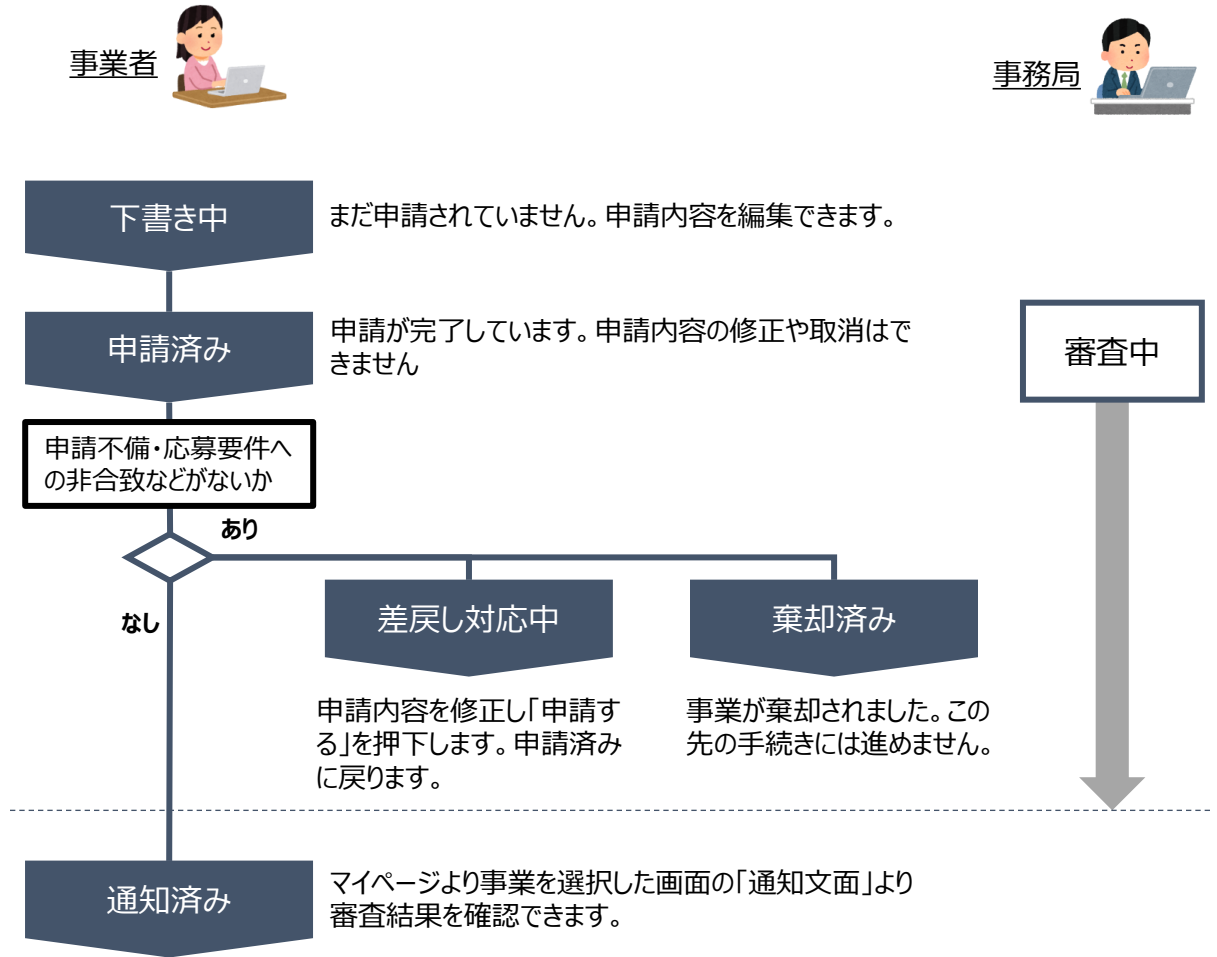 事業者
事務局
下書き中
まだ申請されていません。申請内容を編集できます。
申請済み
申請が完了しています。申請内容の修正や取消はで
きません
審査中
申請不備・応募要件へ
の非合致などがないか
あり
なし
差戻し対応中
棄却済み
申請内容を修正し「申請す
る」を押下します。申請済み
に戻ります。
事業が棄却されました。この
先の手続きには進めません。
通知済み
マイページより事業を選択した画面の「通知文面」より
審査結果を確認できます。